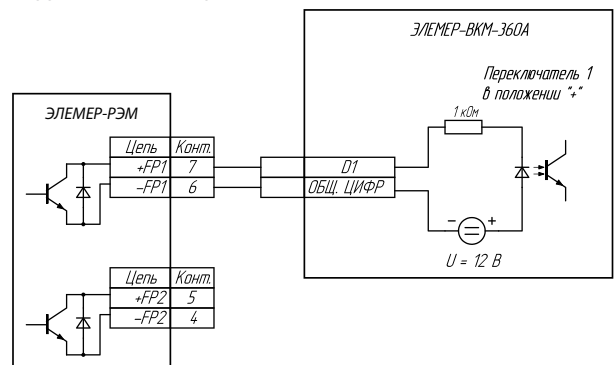 ЭЛЕМЕР-ВКМ-360А
Переключатель 1
в положении "+"
1 кОм
ЭЛЕМЕР-РЭМ
Цепь Конт.
+FP1 7
-FP1 6
D1
ОБЩ. ЦИФР
- +
U = 12 В
Цепь Конт.
+FP2 5
-FP2 4